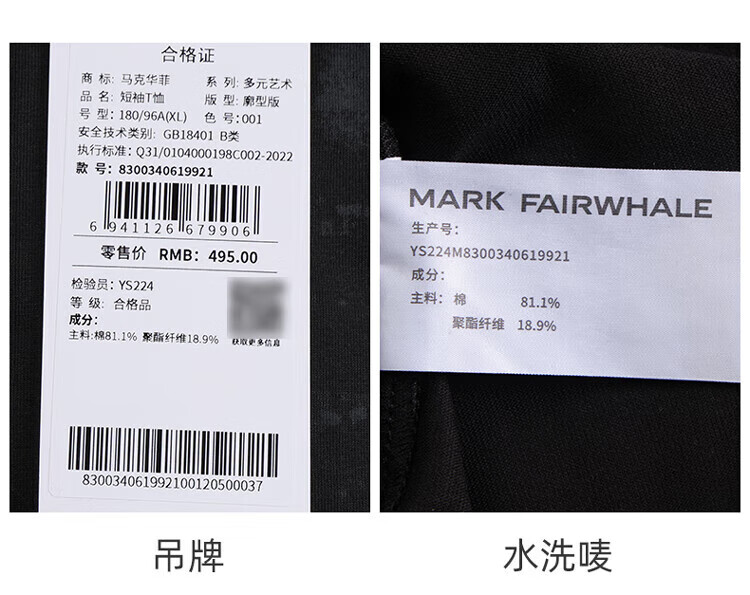 合格证
商 标: 马克华菲 系 列: 多元艺术
品 名: 短袖T恤 版 型: 廓型版
号 型: 180/96A(XL) 色 号: 001
安全技术类别: GB18401 B类
执行标准: Q31/0104000198C002-2022
款 号: 8300340619921
6 941126 679906
零售价 RMB: 495.00
检验员: YS224
等 级: 合格品
成分:
主料:棉81.1% 聚酯纤维18.9%
获取更多信息
830034061992100120500037
吊牌
MARK FAIRWHALE
生产号:
YS224M8300340619921
成分:
主料: 棉 81.1%
聚酯纤维 18.9%
水洗唛